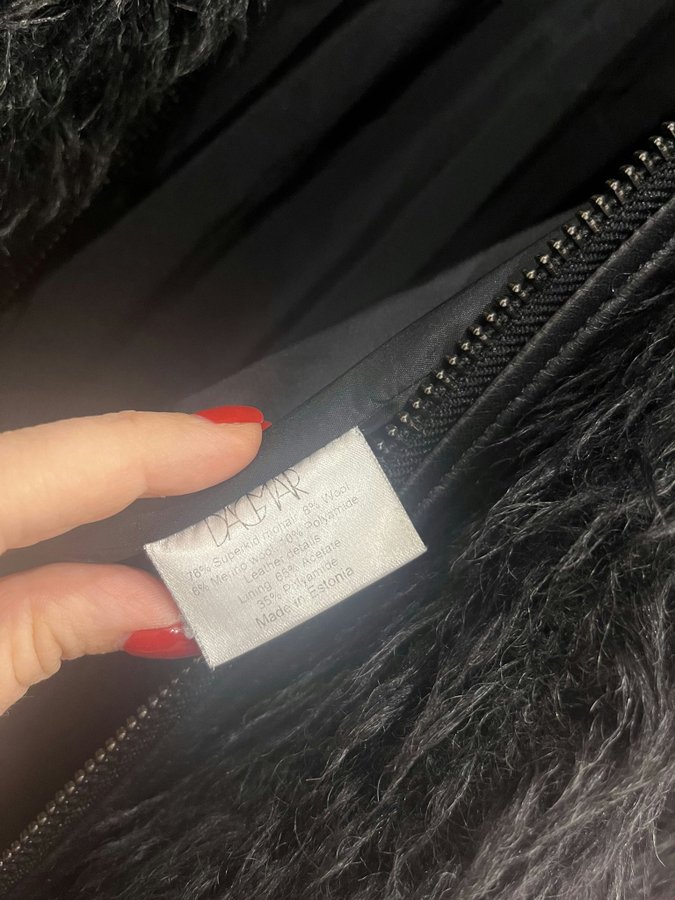 DAGMAR
78% Superkid mohair 6% Wool
6% Merino wool 10% Polyamide
Leather details
Lining: 65% Acetate
35% Polyamide
Made in Estonia